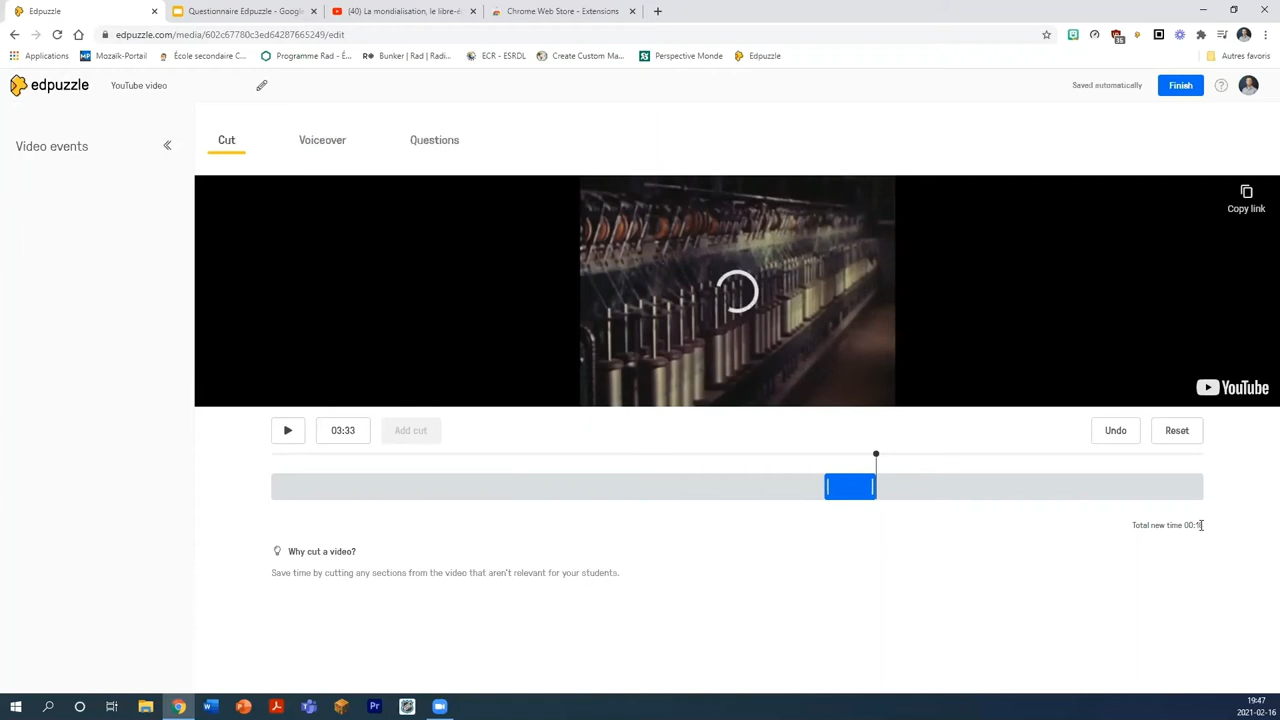 Edpuzzle
Questionnaire Edpuzzle - Google
(40) La mondialisation, le libre-é
Chrome Web Store - Extensions
edpuzzle.com/media/602c67780c3ed64287665249/edit
35
Applications
MP Mozaïk-Portail
École secondaire C...
Programme Rad - É...
R● Bunker | Rad | Radi...
ECR - ESRDL
Create Custom Ma...
Perspective Monde
Edpuzzle
Autres favoris
edpuzzle
YouTube video
Saved automatically
Finish
?
Video events
Cut
Voiceover
Questions
Copy link
YouTube
03:33
Add cut
Undo
Reset
Total new time
Why cut a video?
Save time by cutting any sections from the video that aren't relevant for your students.
19:47
2021-02-16